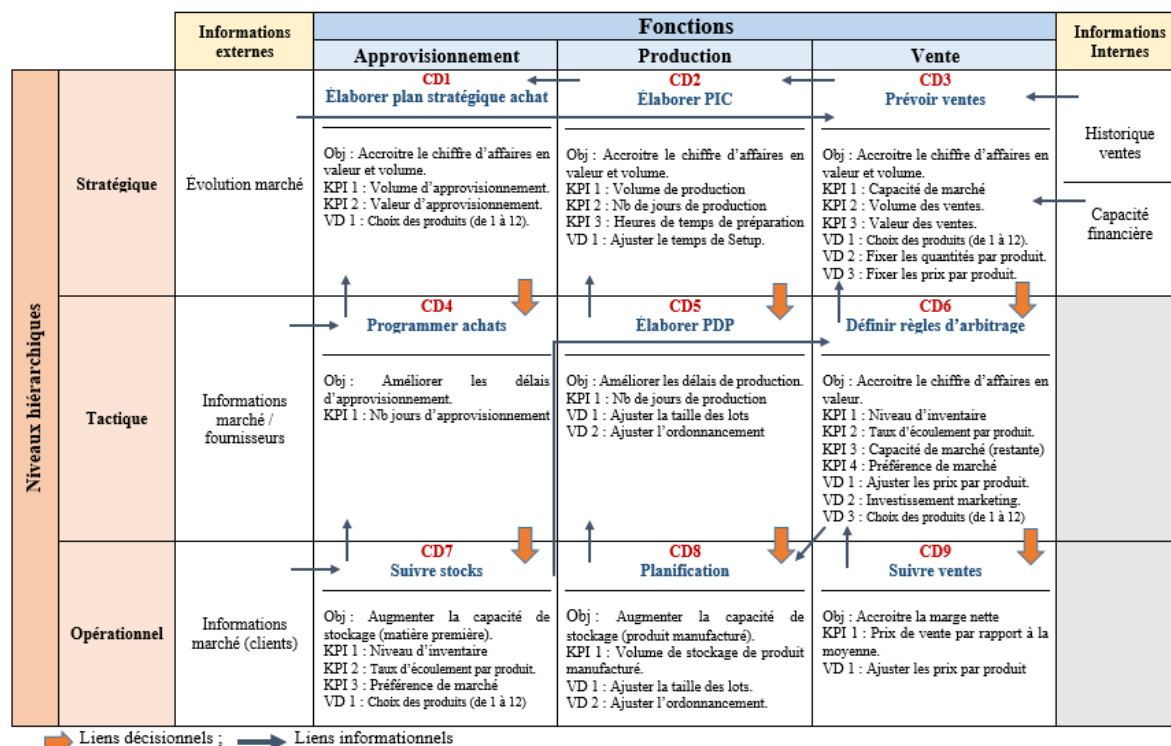 Informations
externes
Fonctions
Informations
Internes
Approvisionnement
Production
Vente
Niveaux hiérarchiques
Stratégique
Évolution marché
CD1
Élaborer plan stratégique achat
Obj : Accroitre le chiffre d'affaires en
valeur et volume.
KPI 1 : Volume d'approvisionnement.
KPI 2 : Valeur d'approvisionnement.
VD 1 : Choix des produits (de 1 à 12).
CD2
Élaborer PIC
Obj : Accroitre le chiffre d'affaires en
valeur et volume.
KPI 1 : Volume de production
KPI 2 : Nb de jours de production
KPI 3 : Heures de temps de préparation
VD 1 : Ajuster le temps de Setup.
CD3
Prévoir ventes
Obj : Accroitre le chiffre d'affaires en
valeur et volume.
KPI 1 : Capacité de marché
KPI 2 : Volume des ventes.
KPI 3 : Valeur des ventes.
VD 1 : Choix des produits (de 1 à 12).
VD 2 : Fixer les quantités par produit.
VD 3 : Fixer les prix par produit.
Historique
ventes
Capacité
financière
Tactique
Informations
marché /
fournisseurs
CD4
Programmer achats
Obj : Améliorer les délais
d'approvisionnement.
KPI 1 : Nb jours d'approvisionnement
CD5
Élaborer PDP
Obj : Améliorer les délais de production.
KPI 1 : Nb de jours de production
VD 1 : Ajuster la taille des lots
VD 2 : Ajuster l'ordonnancement
CD6
Définir règles d'arbitrage
Obj : Accroitre le chiffre d'affaires en
valeur.
KPI 1 : Niveau d'inventaire
KPI 2 : Taux d'écoulement par produit.
KPI 3 : Capacité de marché (restante)
KPI 4 : Préférence de marché
VD 1 : Ajuster les prix par produit.
VD 2 : Investissement marketing.
VD 3 : Choix des produits (de 1 à 12)
Opérationnel
Informations
marché (clients)
CD7
Suivre stocks
Obj : Augmenter la capacité de
stockage (matière première).
KPI 1 : Niveau d'inventaire
KPI 2 : Taux d'écoulement par produit.
KPI 3 : Préférence de marché
VD 1 : Choix des produits (de 1 à 12)
CD8
Planification
Obj : Augmenter la capacité de
stockage (produit manufacturé).
KPI 1 : Volume de stockage de produit
manufacturé.
VD 1 : Ajuster la taille des lots.
VD 2 : Ajuster l'ordonnancement.
CD9
Suivre ventes
Obj : Accroitre la marge nette
KPI 1 : Prix de vente par rapport à la
moyenne.
VD 1 : Ajuster les prix par produit
Liens décisionnels ; Liens informationnels